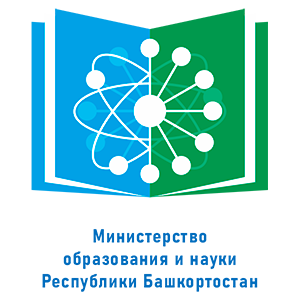 Министерство
образования и науки
Республики Башкортостан